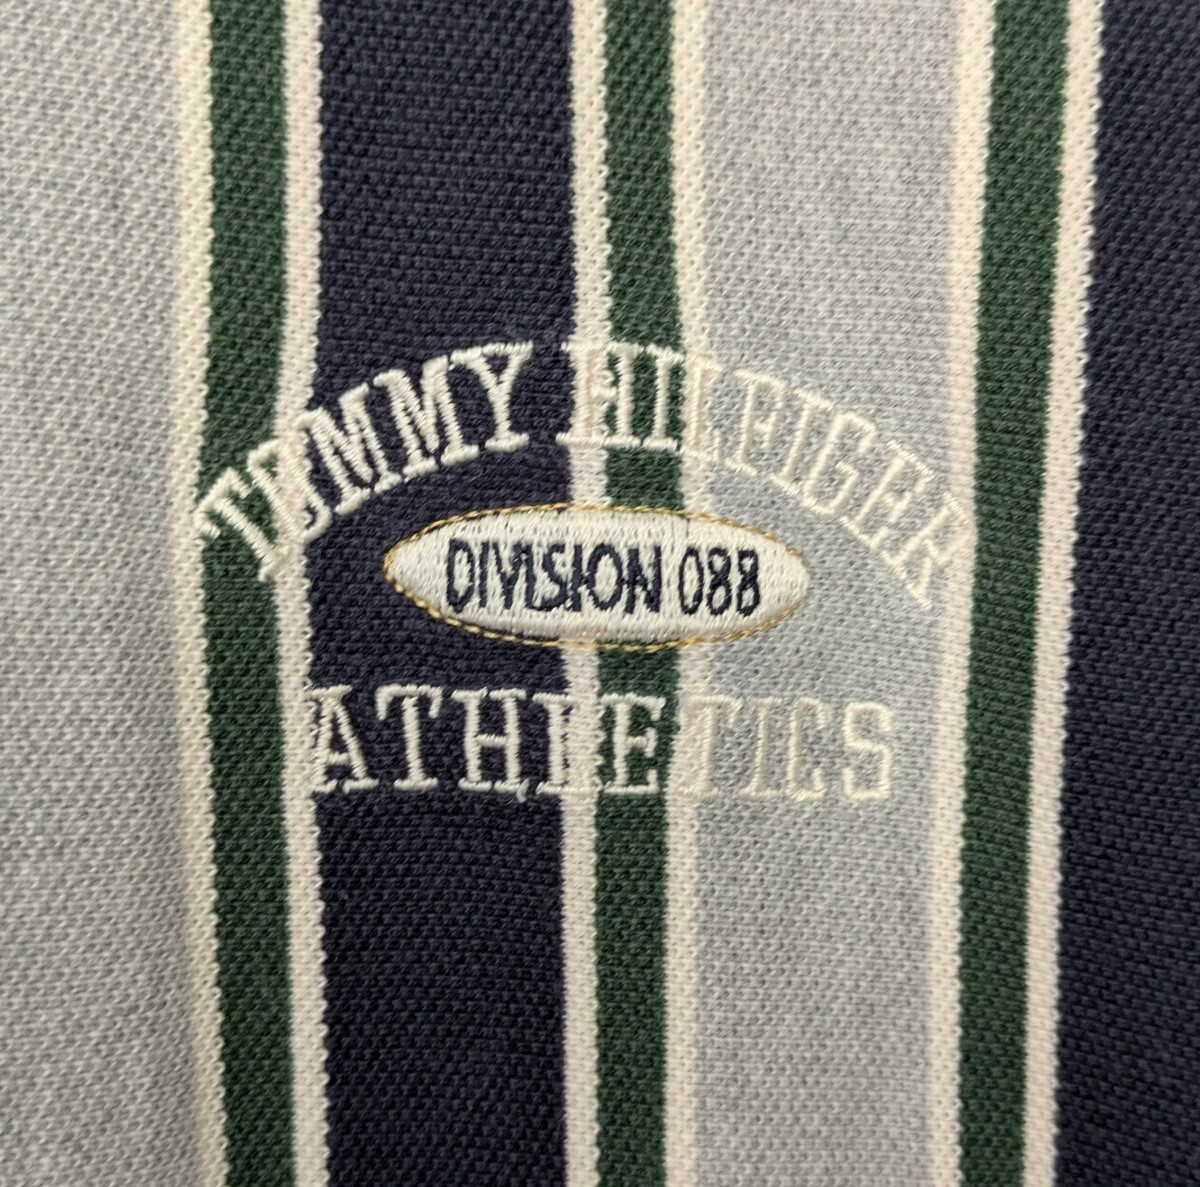 TOMMY HILFIGER
DIVISION 088
ATHLETICS